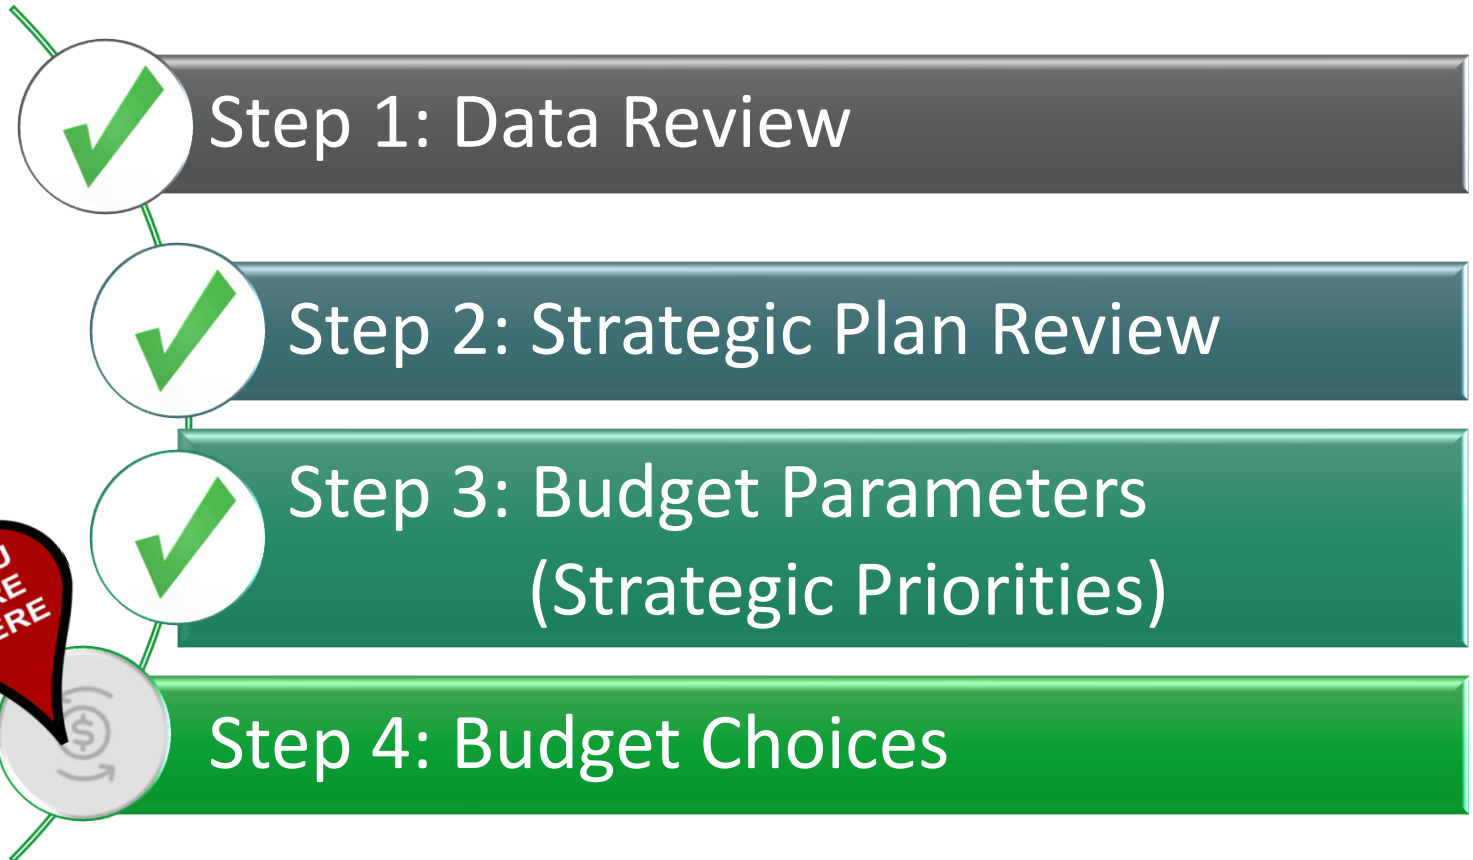 Step 1: Data Review
Step 2: Strategic Plan Review
Step 3: Budget Parameters
(Strategic Priorities)
Step 4: Budget Choices
$